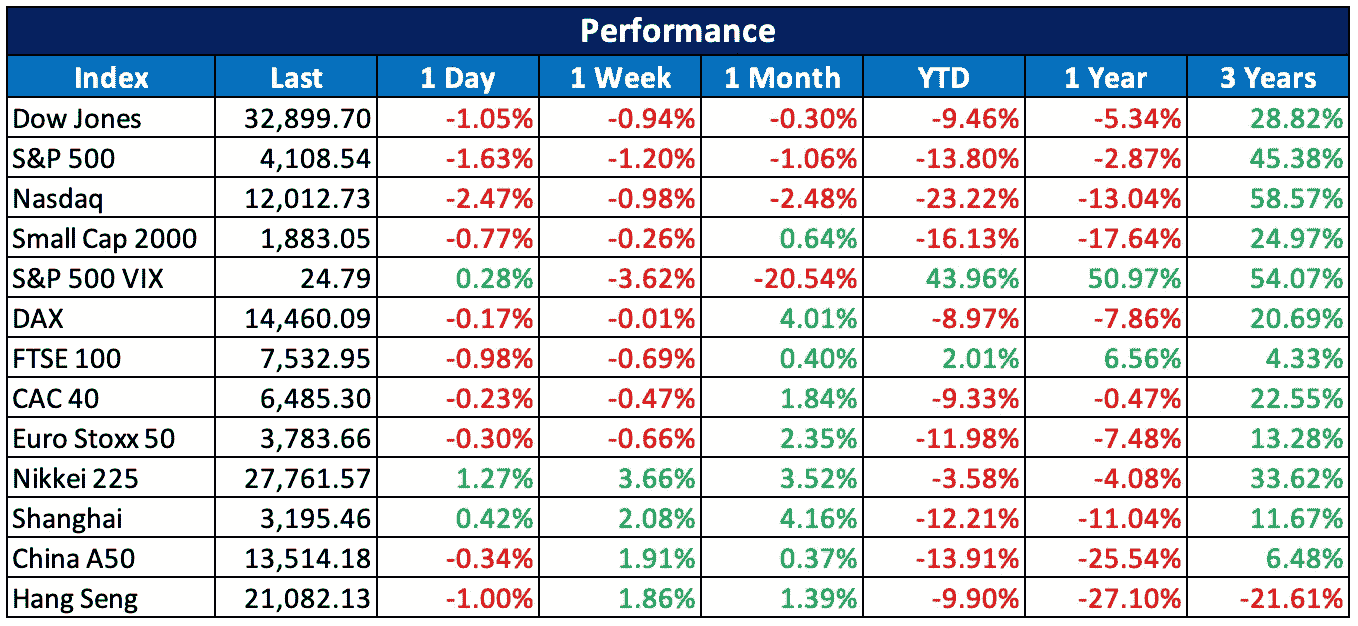 Performance
Index Last 1 Day 1 Week 1 Month YTD 1 Year 3 Years
Dow Jones 32,899.70 -1.05% -0.94% -0.30% -9.46% -5.34% 28.82%
S&P 500 4,108.54 -1.63% -1.20% -1.06% -13.80% -2.87% 45.38%
Nasdaq 12,012.73 -2.47% -0.98% -2.48% -23.22% -13.04% 58.57%
Small Cap 2000 1,883.05 -0.77% -0.26% 0.64% -16.13% -17.64% 24.97%
S&P 500 VIX 24.79 0.28% -3.62% -20.54% 43.96% 50.97% 54.07%
DAX 14,460.09 -0.17% -0.01% 4.01% -8.97% -7.86% 20.69%
FTSE 100 7,532.95 -0.98% -0.69% 0.40% 2.01% 6.56% 4.33%
CAC 40 6,485.30 -0.23% -0.47% 1.84% -9.33% -0.47% 22.55%
Euro Stoxx 50 3,783.66 -0.30% -0.66% 2.35% -11.98% -7.48% 13.28%
Nikkei 225 27,761.57 1.27% 3.66% 3.52% -3.58% -4.08% 33.62%
Shanghai 3,195.46 0.42% 2.08% 4.16% -12.21% -11.04% 11.67%
China A50 13,514.18 -0.34% 1.91% 0.37% -13.91% -25.54% 6.48%
Hang Seng 21,082.13 -1.00% 1.86% 1.39% -9.90% -27.10% -21.61%